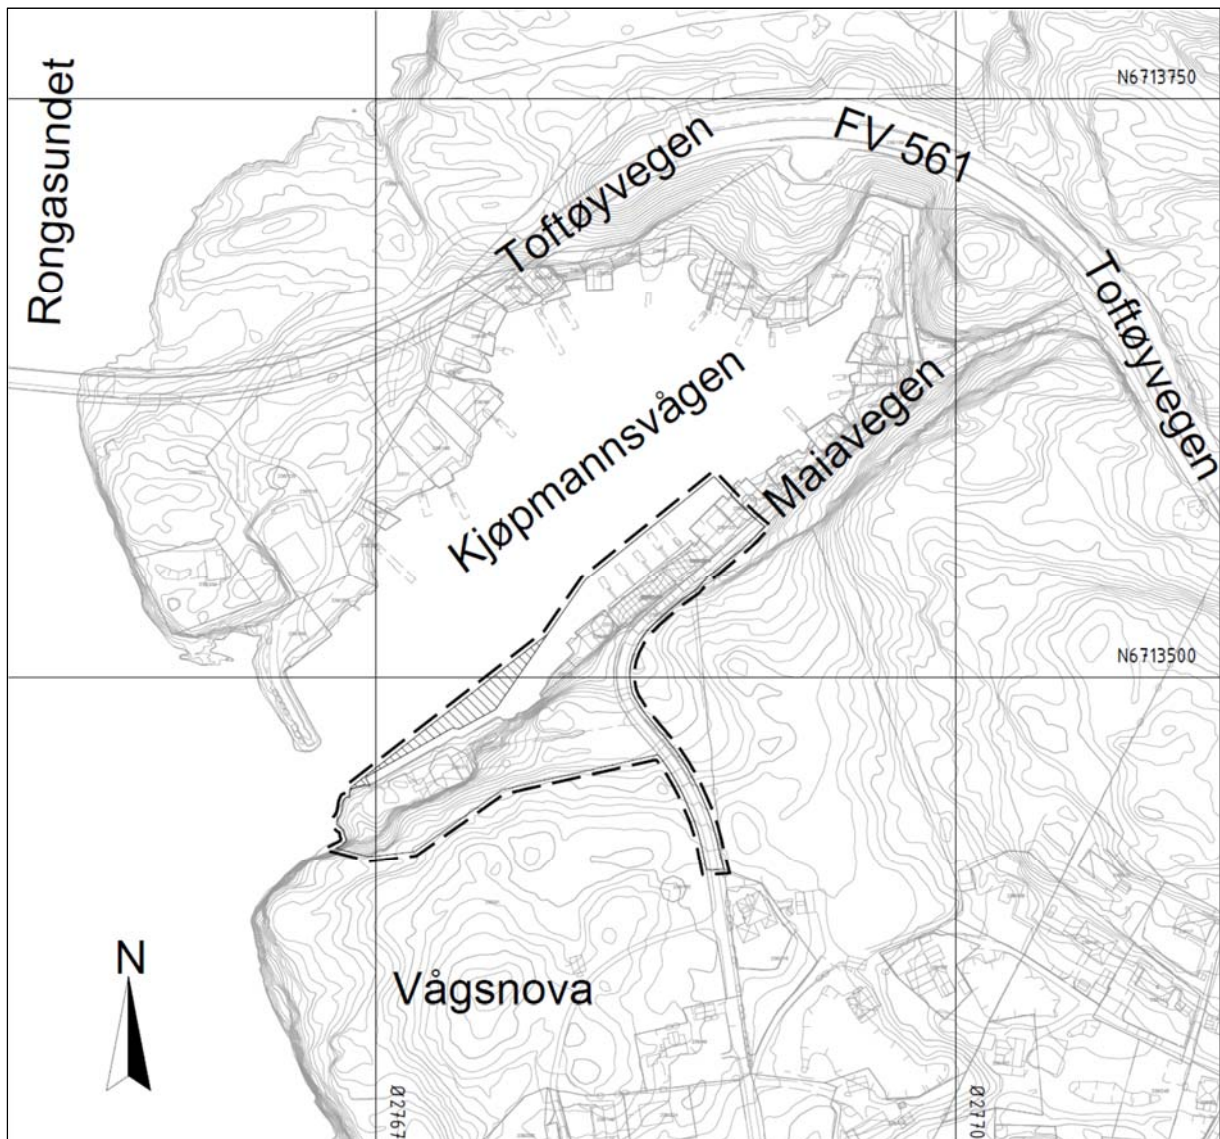 N6713750
Rongasundet
FV 561
Toftøyvegen
Toftøyvegen
Kjøpmannsvågen
Maiavegen
N6713500
N
Vågsnova
Ø2767
Ø2770